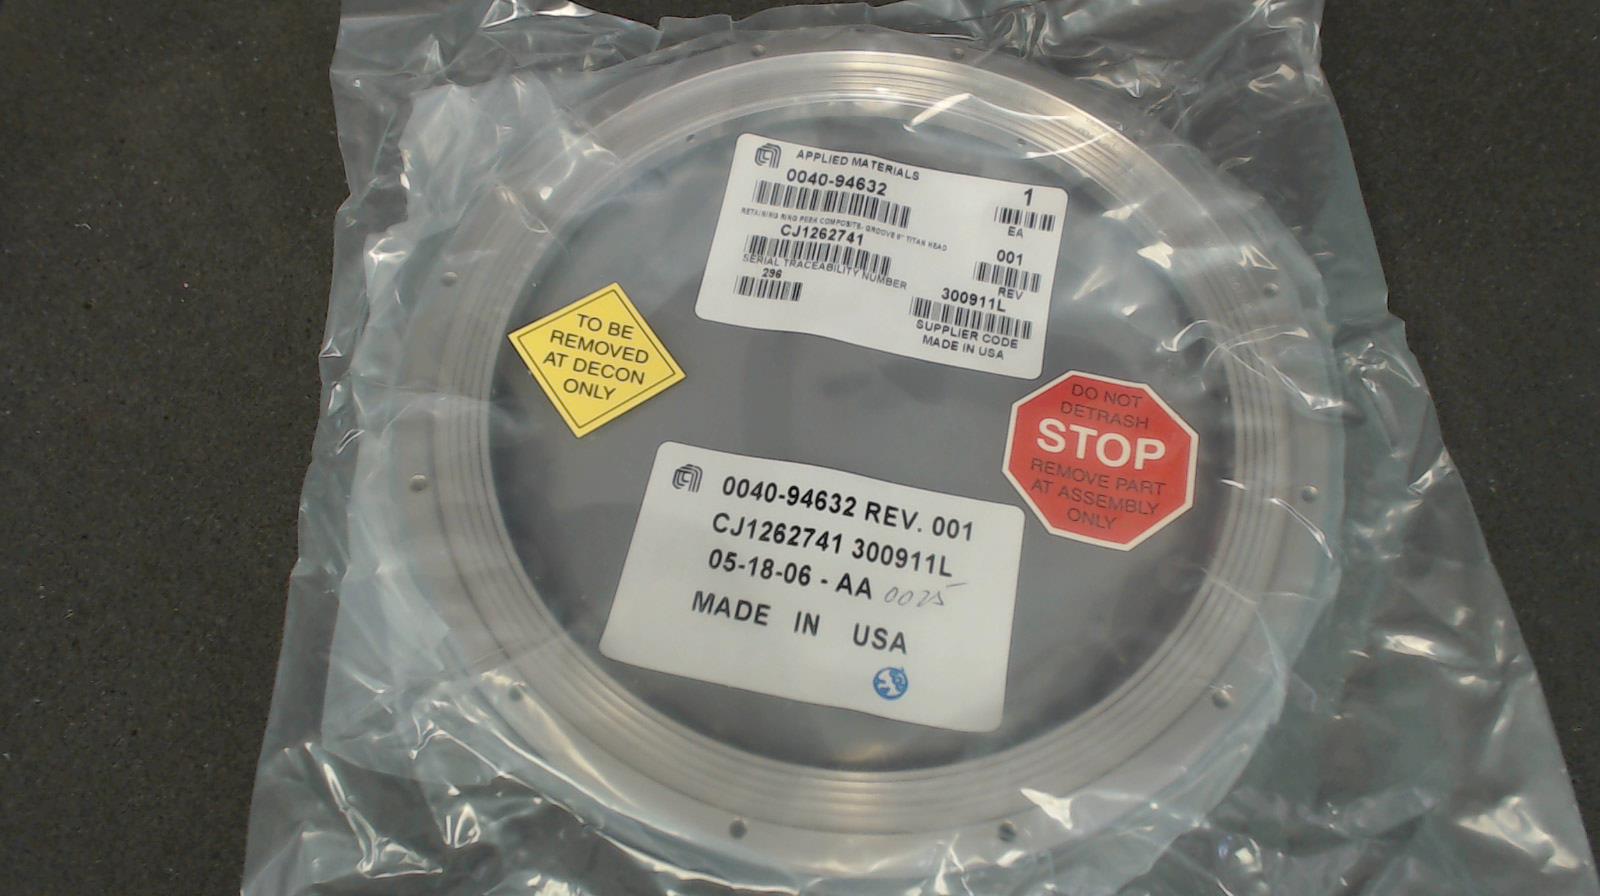 APPLIED MATERIALS
0040-94632
1
EA
RETAINING RING PEEK COMPOSITE- GROOVE 8" TITAN HEAD
CJ1262741
001
REV
SERIAL TRACEABILITY NUMBER
296
300911L
SUPPLIER CODE
MADE IN USA
TO BE
REMOVED
AT DECON
ONLY
DO NOT
DETRASH
STOP
REMOVE PART
AT ASSEMBLY
ONLY
0040-94632 REV. 001
CJ1262741 300911L
05-18-06 - AA 0025
MADE IN USA